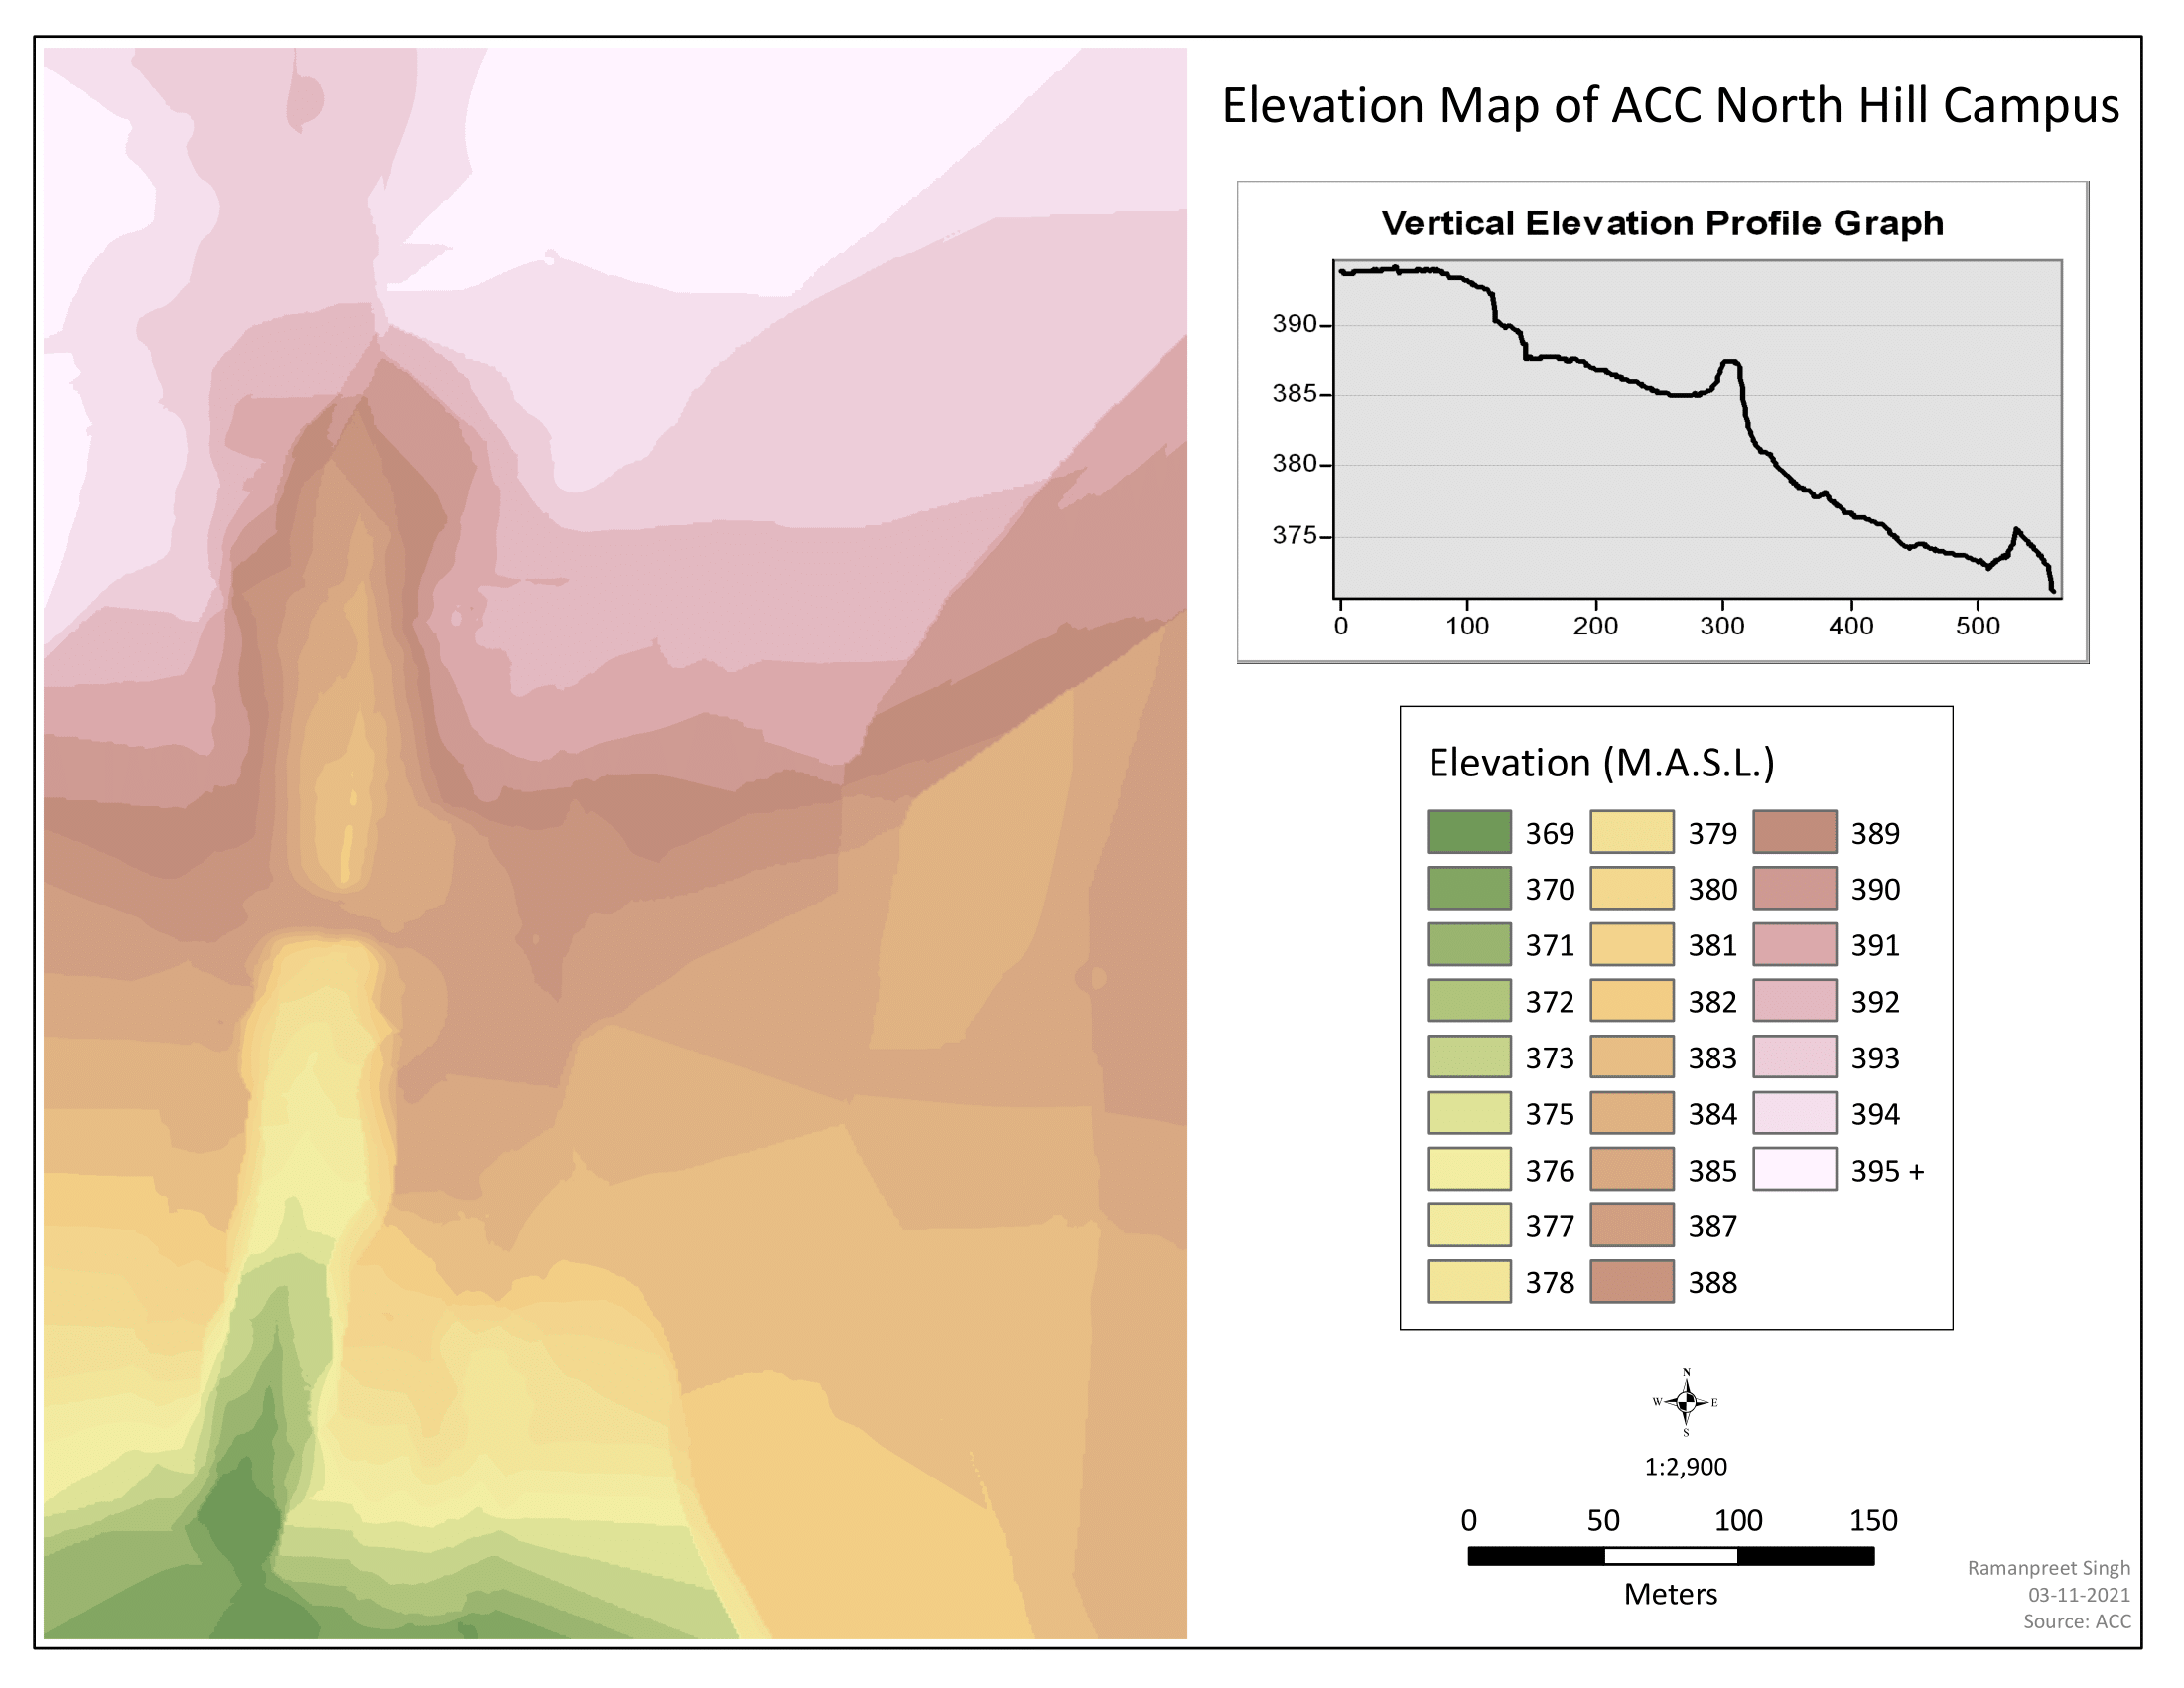 Elevation Map of ACC North Hill Campus
Vertical Elevation Profile Graph
390
385
380
375
0 100 200 300 400 500
Elevation (M.A.S.L.)
369 379 389
370 380 390
371 381 391
372 382 392
373 383 393
375 384 394
376 385 395 +
377 387
378 388
N
W E
S
1:2,900
0 50 100 150
Meters
Ramanpreet Singh
03-11-2021
Source: ACC